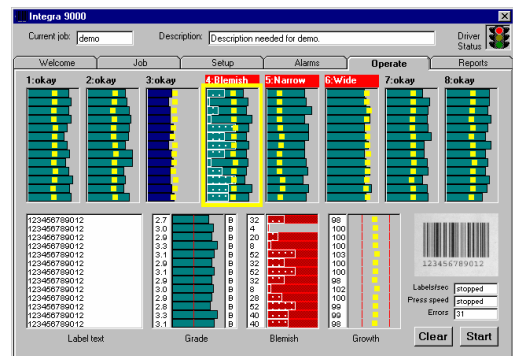 Integra 9000
Current job: demo Description: Description needed for demo. Driver Status
Welcome Job Setup Alarms Operate Reports
1:okay 2:okay 3:okay 4:Blemish 5:Narrow 6:Wide 7:okay 8:okay
123456789012 2.7 B 32 98
123456789012 3.0 B 4 100
123456789012 2.9 B 20 100
123456789012 3.3 B 8 100
123456789012 3.1 B 52 103
123456789012 2.9 B 32 100
123456789012 3.1 B 52 100
123456789012 2.9 B 32 98
123456789012 3.0 B 8 102
123456789012 2.9 B 28 100
123456789012 2.8 B 28 99
123456789012 3.3 B 40 99
123456789012 3.1 B 40 98
Label text Grade Blemish Growth
123456789012
Labels/sec stopped
Press speed stopped
Errors 31
Clear Start